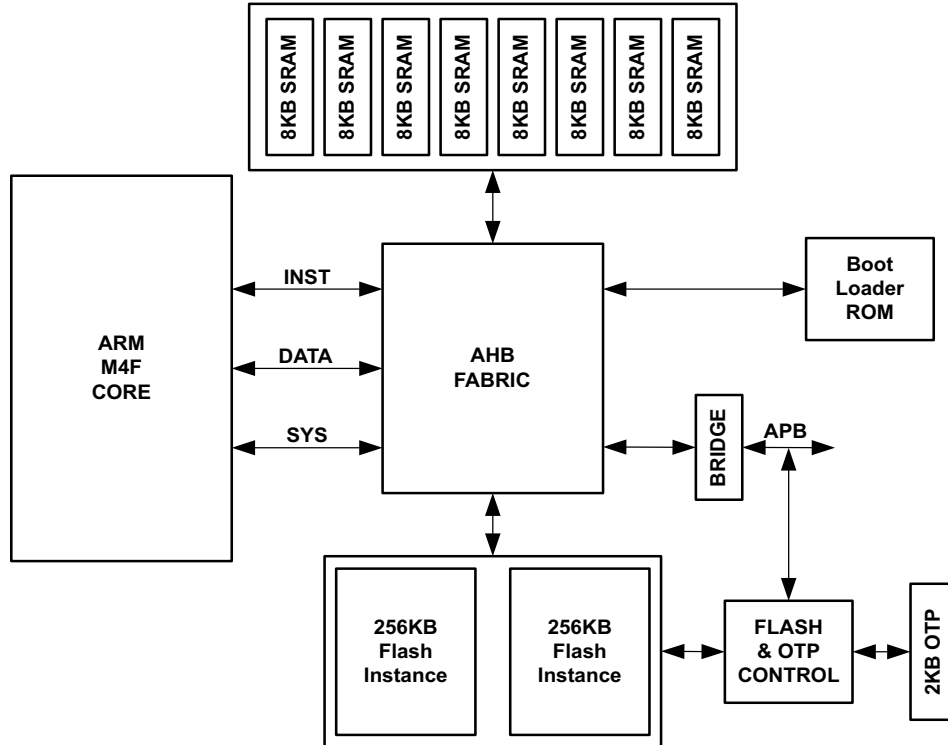 8KB SRAM
8KB SRAM
8KB SRAM
8KB SRAM
8KB SRAM
8KB SRAM
8KB SRAM
8KB SRAM
ARM
M4F
CORE
INST
DATA
SYS
AHB
FABRIC
Boot
Loader
ROM
BRIDGE
APB
256KB
Flash
Instance
256KB
Flash
Instance
FLASH
& OTP
CONTROL
2KB OTP